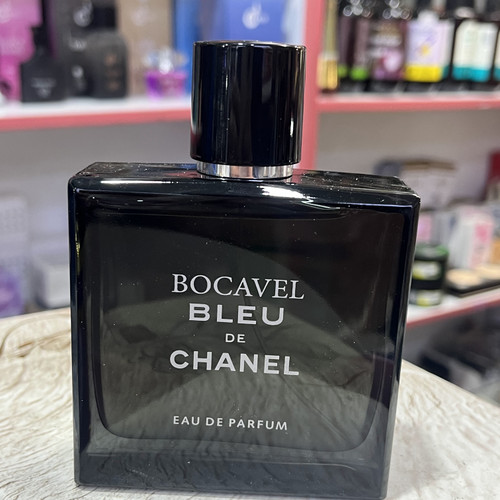 BOCAVEL
BLEU
DE
CHANEL
EAU DE PARFUM